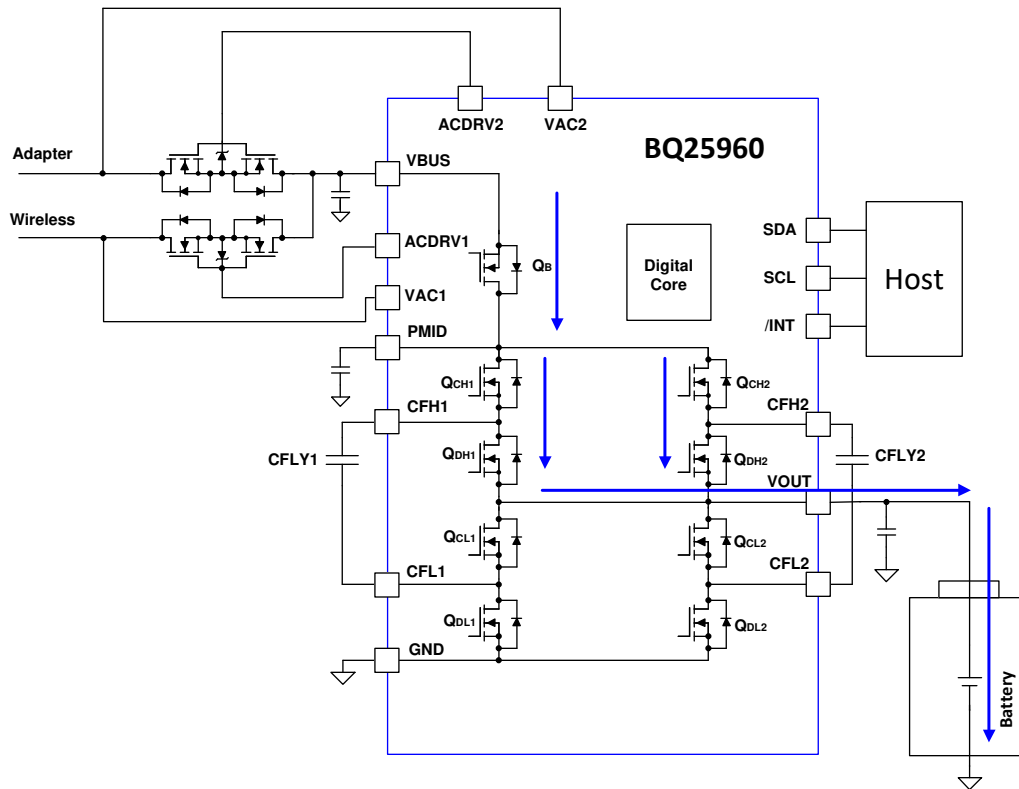 ACDRV2
VAC2
BQ25960
Adapter
VBUS
Wireless
ACDRV1
QB
Digital
Core
SDA
SCL
Host
VAC1
/INT
PMID
QCH1
QCH2
CFH1
CFH2
CFLY1
QDH1
QDH2
CFLY2
VOUT
QCL1
QCL2
CFL1
CFL2
QDL1
QDL2
GND
Battery